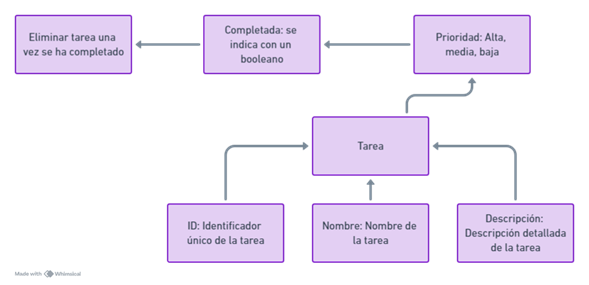 Eliminar tarea una
vez se ha completado
Completada: se
indica con un
booleano
Prioridad: Alta,
media, baja
Tarea
ID: Identificador
único de la tarea
Nombre: Nombre de
la tarea
Descripción:
Descripción detallada
de la tarea
Made with Whimsical